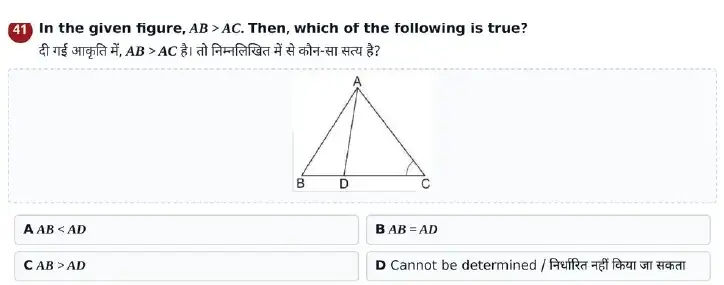 41 In the given figure, AB > AC. Then, which of the following is true?
दी गई आकृति में, AB > AC है। तो निम्नलिखित में से कौन-सा सत्य है?
A
B D C
A AB < AD
B AB = AD
C AB > AD
D Cannot be determined / निर्धारित नहीं किया जा सकता